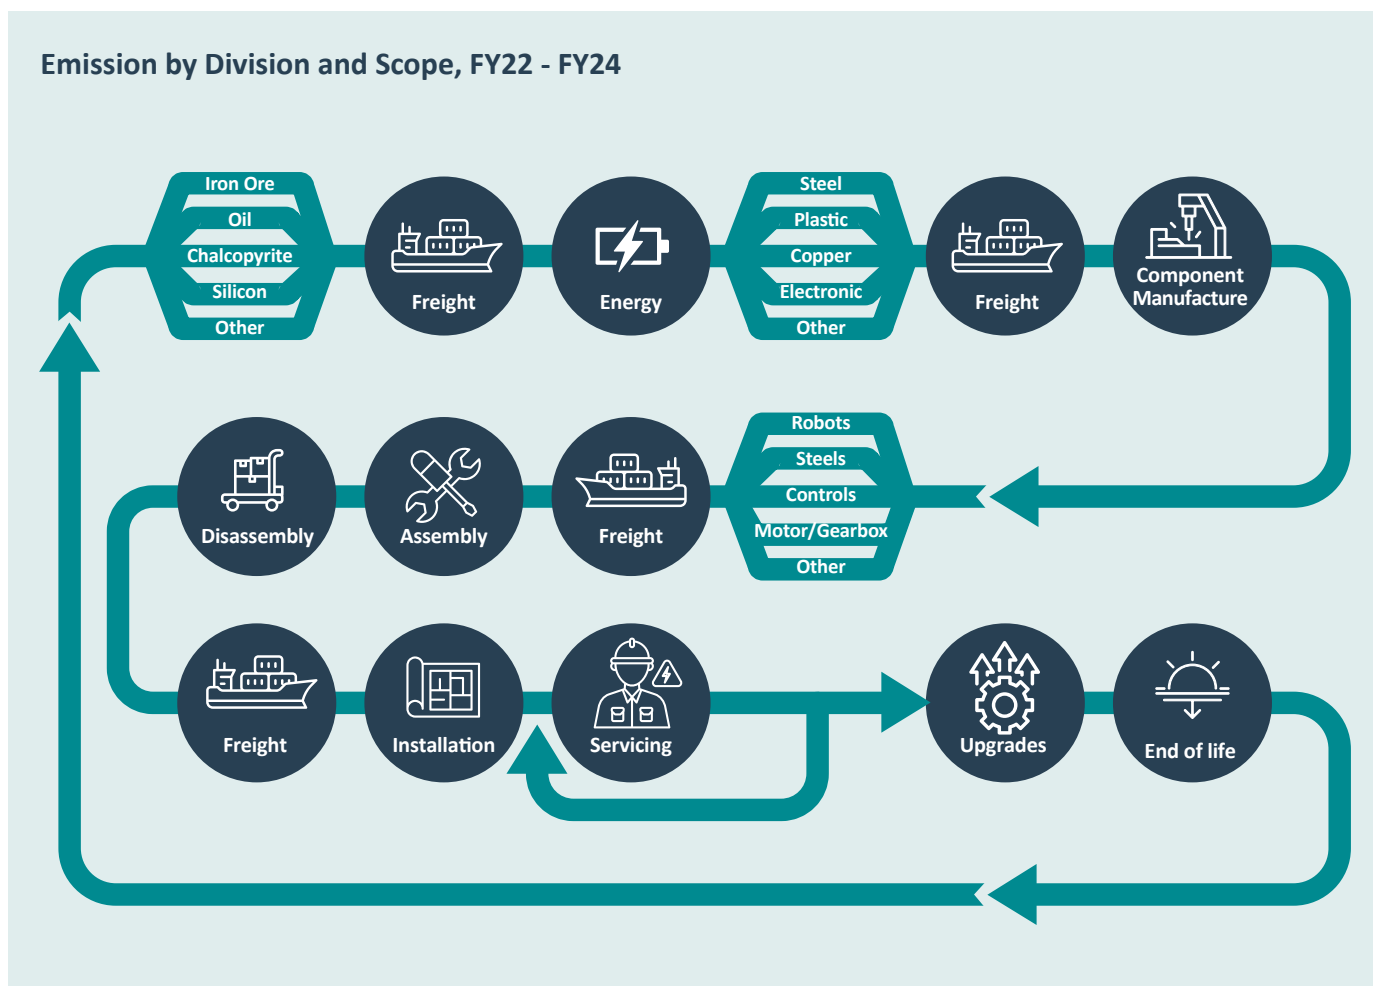 Emission by Division and Scope, FY22 - FY24
Iron Ore
Oil
Chalcopyrite
Silicon
Other
Freight
Energy
Steel
Plastic
Copper
Electronic
Other
Freight
Component
Manufacture
Disassembly
Assembly
Freight
Robots
Steels
Controls
Motor/Gearbox
Other
Freight
Installation
Servicing
Upgrades
End of life